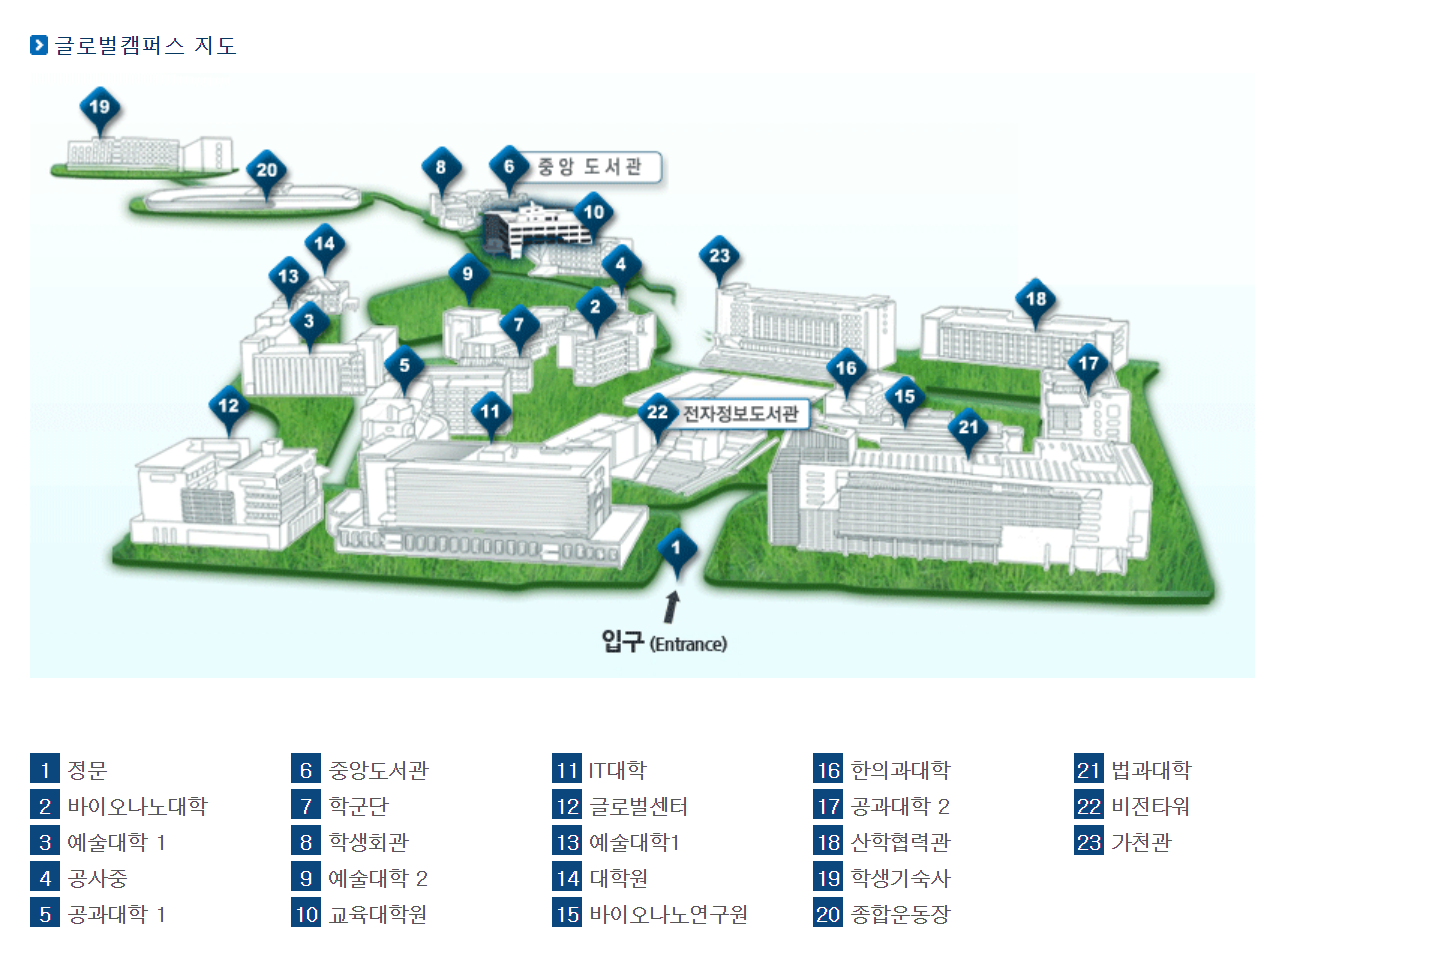 글로벌캠퍼스 지도
19
20
8
6 중앙 도서관
10
14
13
9
4
23
3
7
2
18
5
16
17
12
11
22 전자정보도서관
15
21
1
입구 (Entrance)
1 정문
2 바이오나노대학
3 예술대학 1
4 공사중
5 공과대학 1
6 중앙도서관
7 학군단
8 학생회관
9 예술대학 2
10 교육대학원
11 IT대학
12 글로벌센터
13 예술대학1
14 대학원
15 바이오나노연구원
16 한의과대학
17 공과대학 2
18 산학협력관
19 학생기숙사
20 종합운동장
21 법과대학
22 비전타워
23 가천관